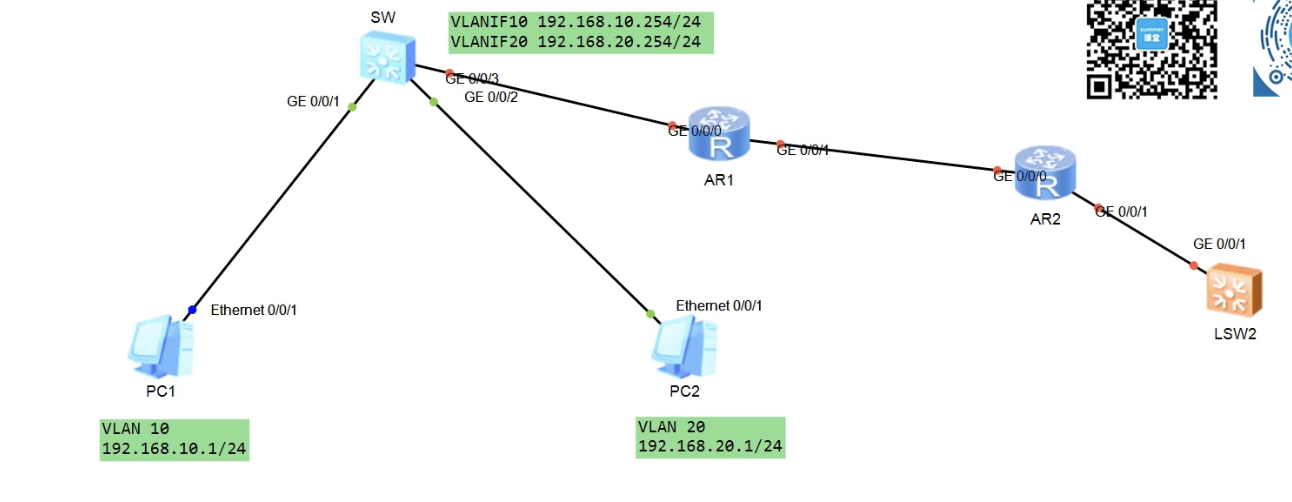 SW
VLANIF10 192.168.10.254/24
VLANIF20 192.168.20.254/24
GE 0/0/3
GE 0/0/2
GE 0/0/1
GE 0/0/0
GE 0/0/1
AR1
GE 0/0/0
GE 0/0/1
AR2
GE 0/0/1
LSW2
Ethernet 0/0/1
Ethernet 0/0/1
PC1
PC2
VLAN 10
192.168.10.1/24
VLAN 20
192.168.20.1/24
summer
课堂